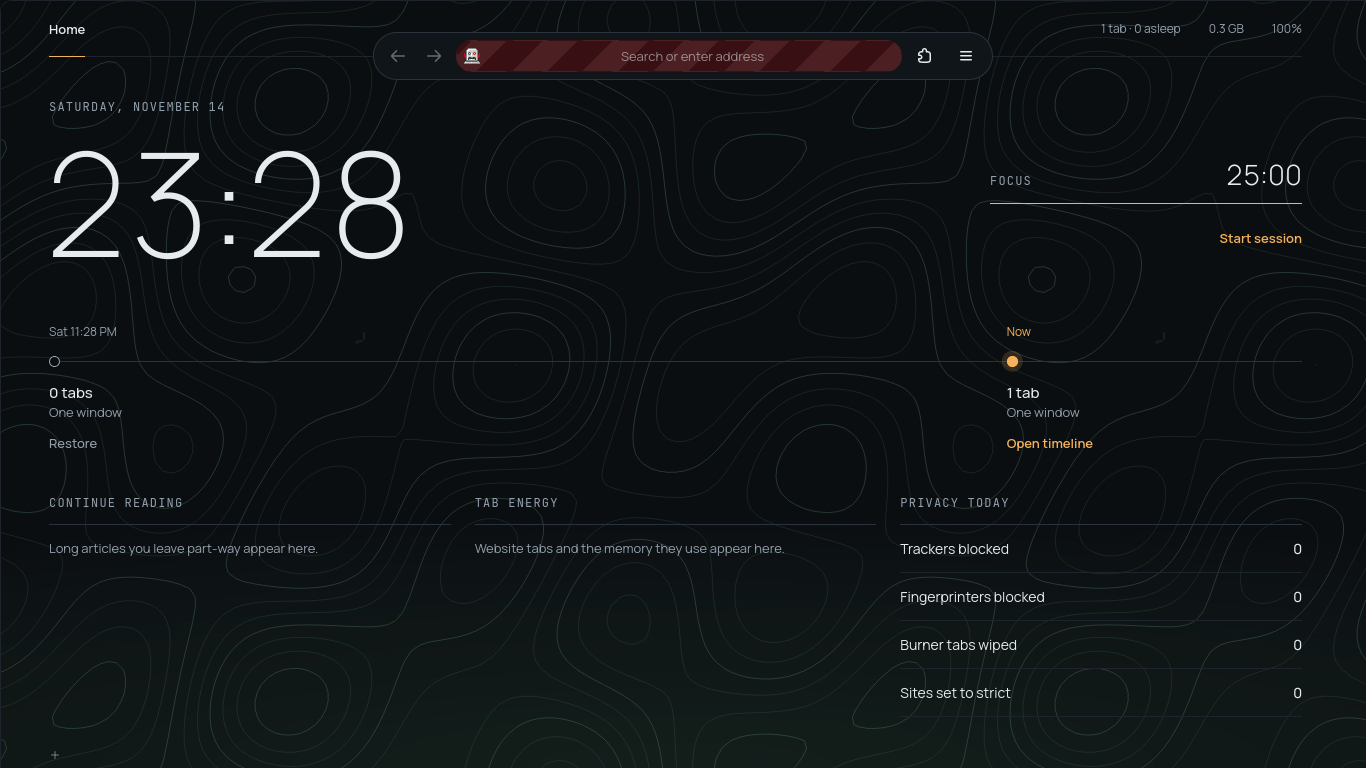 Home
1 tab · 0 asleep 0.3 GB 100%
Search or enter address
SATURDAY, NOVEMBER 14
23:28
FOCUS 25:00
Start session
Sat 11:28 PM
Now
0 tabs
One window
Restore
1 tab
One window
Open timeline
CONTINUE READING
Long articles you leave part-way appear here.
TAB ENERGY
Website tabs and the memory they use appear here.
PRIVACY TODAY
Trackers blocked 0
Fingerprinters blocked 0
Burner tabs wiped 0
Sites set to strict 0
+